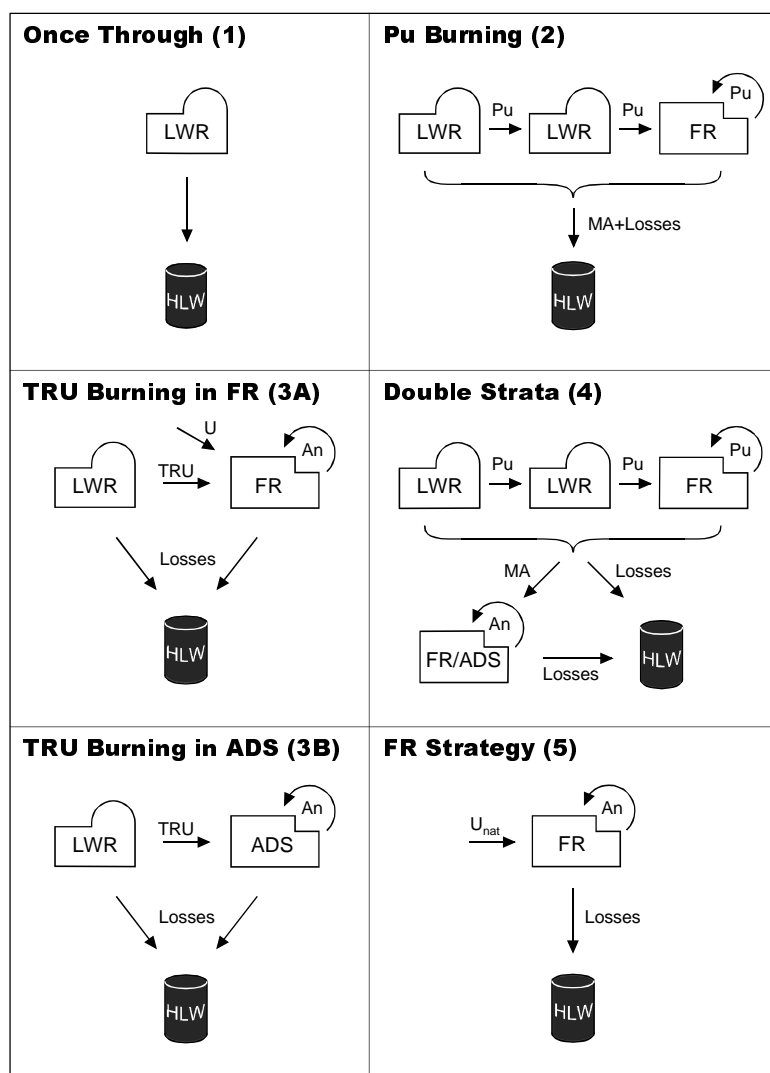 Once Through (1)
LWR
HLW
Pu Burning (2)
Pu
Pu
Pu
LWR
LWR
FR
MA+Losses
HLW
TRU Burning in FR (3A)
U
An
LWR
TRU
FR
Losses
HLW
Double Strata (4)
Pu
Pu
Pu
LWR
LWR
FR
MA
Losses
An
FR/ADS
Losses
HLW
TRU Burning in ADS (3B)
An
TRU
LWR
ADS
Losses
HLW
FR Strategy (5)
An
Unat
FR
Losses
HLW